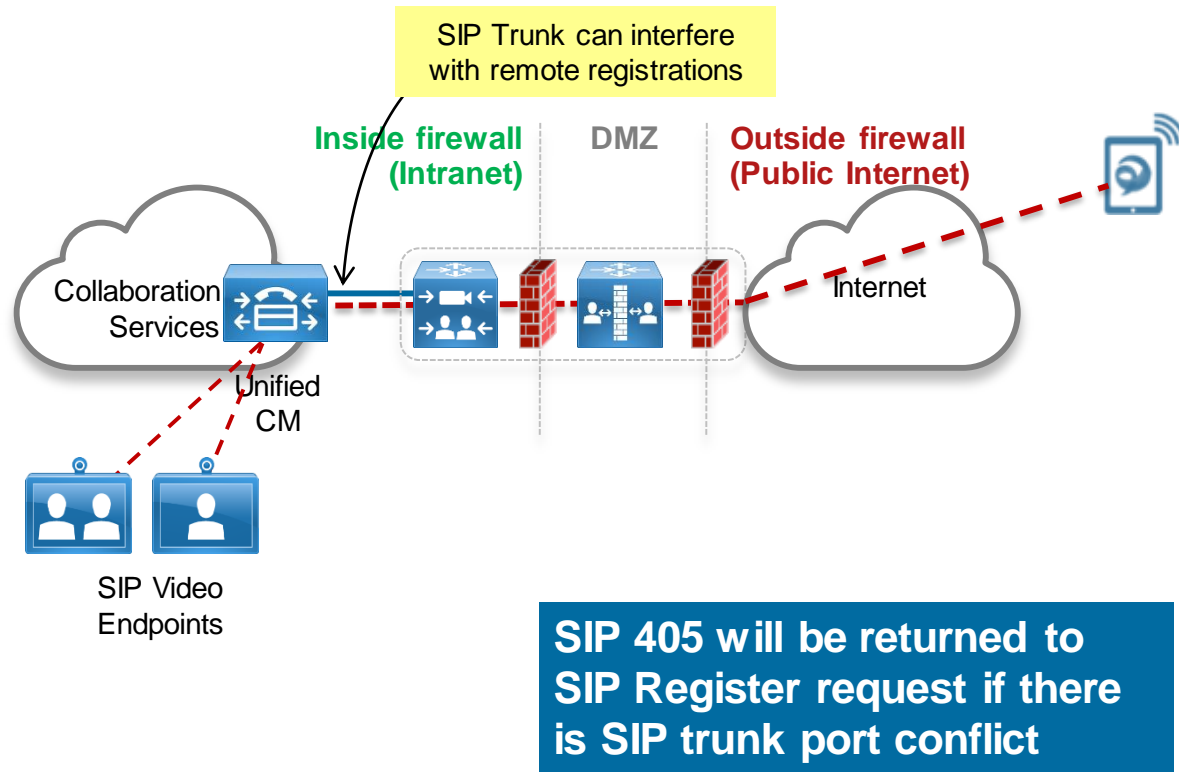 SIP Trunk can interfere
with remote registrations
Inside firewall
(Intranet)
DMZ
Outside firewall
(Public Internet)
Collaboration
Services
Internet
Unified
CM
SIP Video
Endpoints
SIP 405 will be returned to
SIP Register request if there
is SIP trunk port conflict